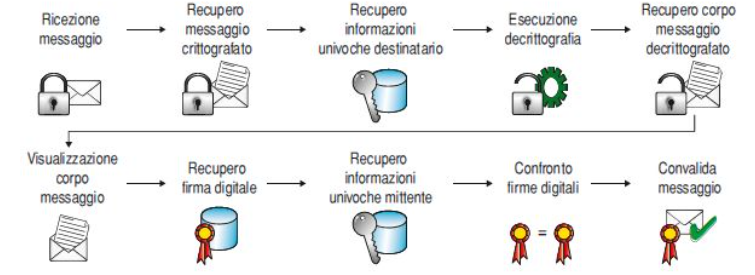 Ricezione
messaggio
Recupero
messaggio
crittografato
Recupero
informazioni
univoche destinatario
Esecuzione
decrittografia
Recupero corpo
messaggio
decrittografato
Visualizzazione
corpo
messaggio
Recupero
firma digitale
Recupero
informazioni
univoche mittente
Confronto
firme digitali
=
Convalida
messaggio